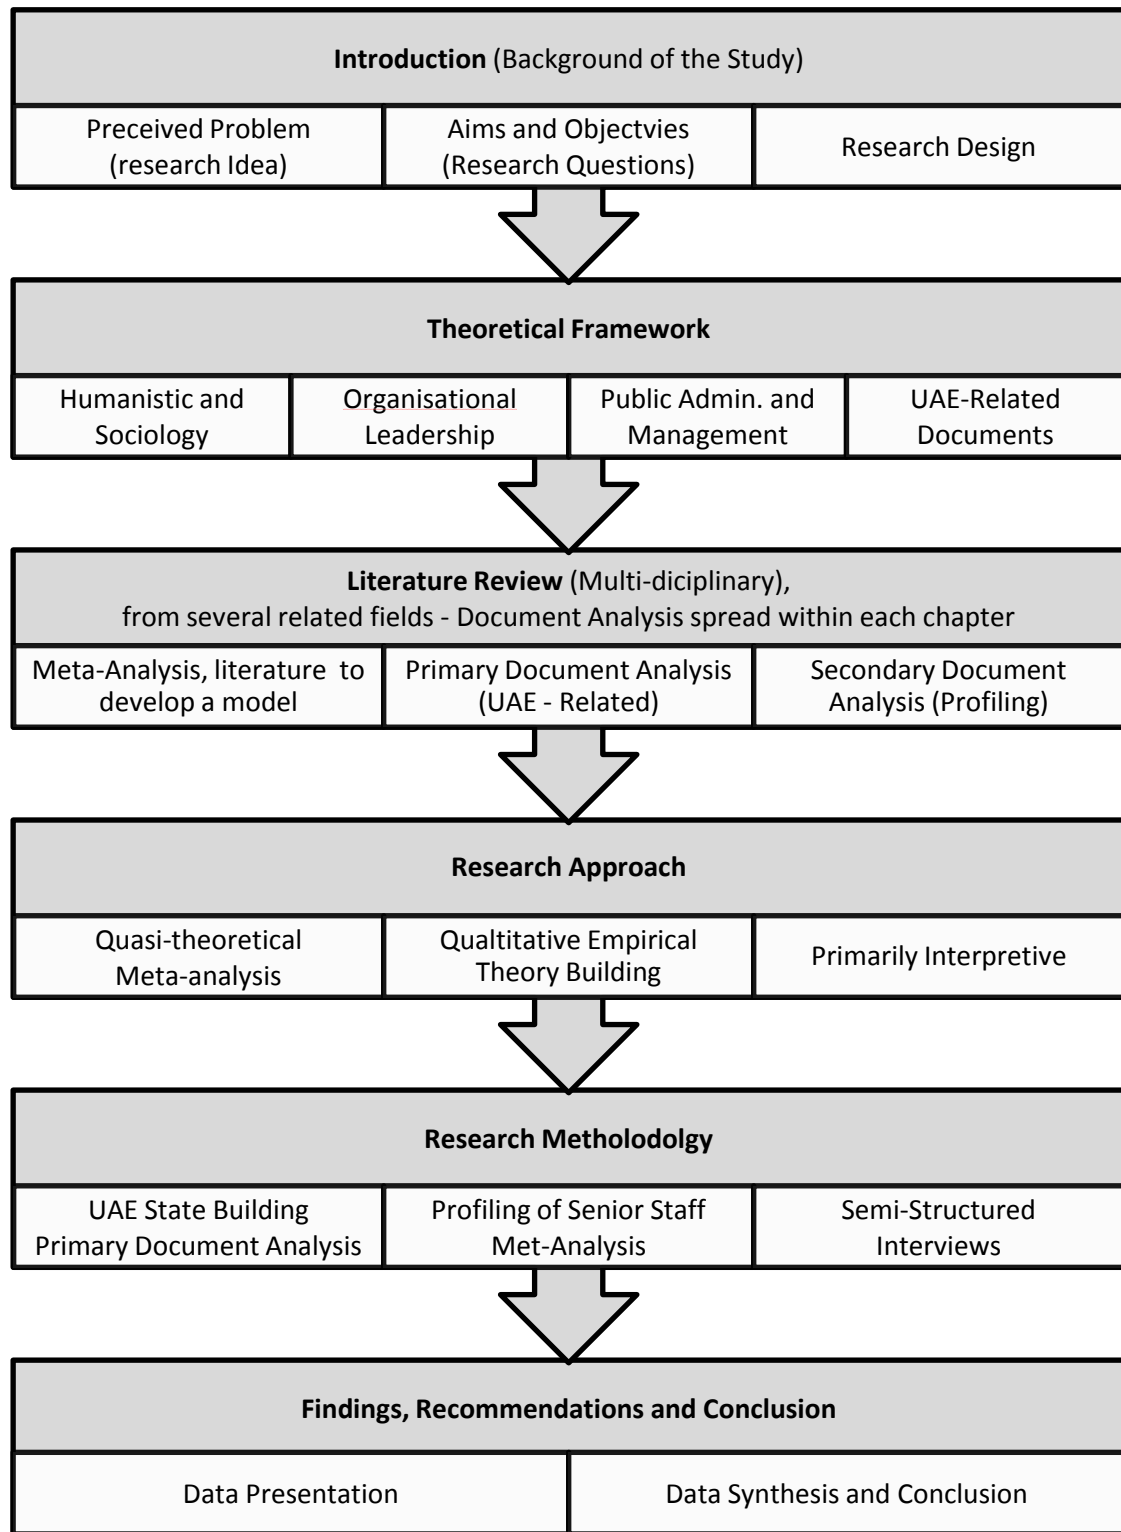 Introduction (Background of the Study)
Preceived Problem
(research Idea)
Aims and Objectvies
(Research Questions)
Research Design
Theoretical Framework
Humanistic and
Sociology
Organisational
Leadership
Public Admin. and
Management
UAE-Related
Documents
Literature Review (Multi-diciplinary),
from several related fields - Document Analysis spread within each chapter
Meta-Analysis, literature to
develop a model
Primary Document Analysis
(UAE - Related)
Secondary Document
Analysis (Profiling)
Research Approach
Quasi-theoretical
Meta-analysis
Qualtitative Empirical
Theory Building
Primarily Interpretive
Research Metholodolgy
UAE State Building
Primary Document Analysis
Profiling of Senior Staff
Met-Analysis
Semi-Structured
Interviews
Findings, Recommendations and Conclusion
Data Presentation
Data Synthesis and Conclusion